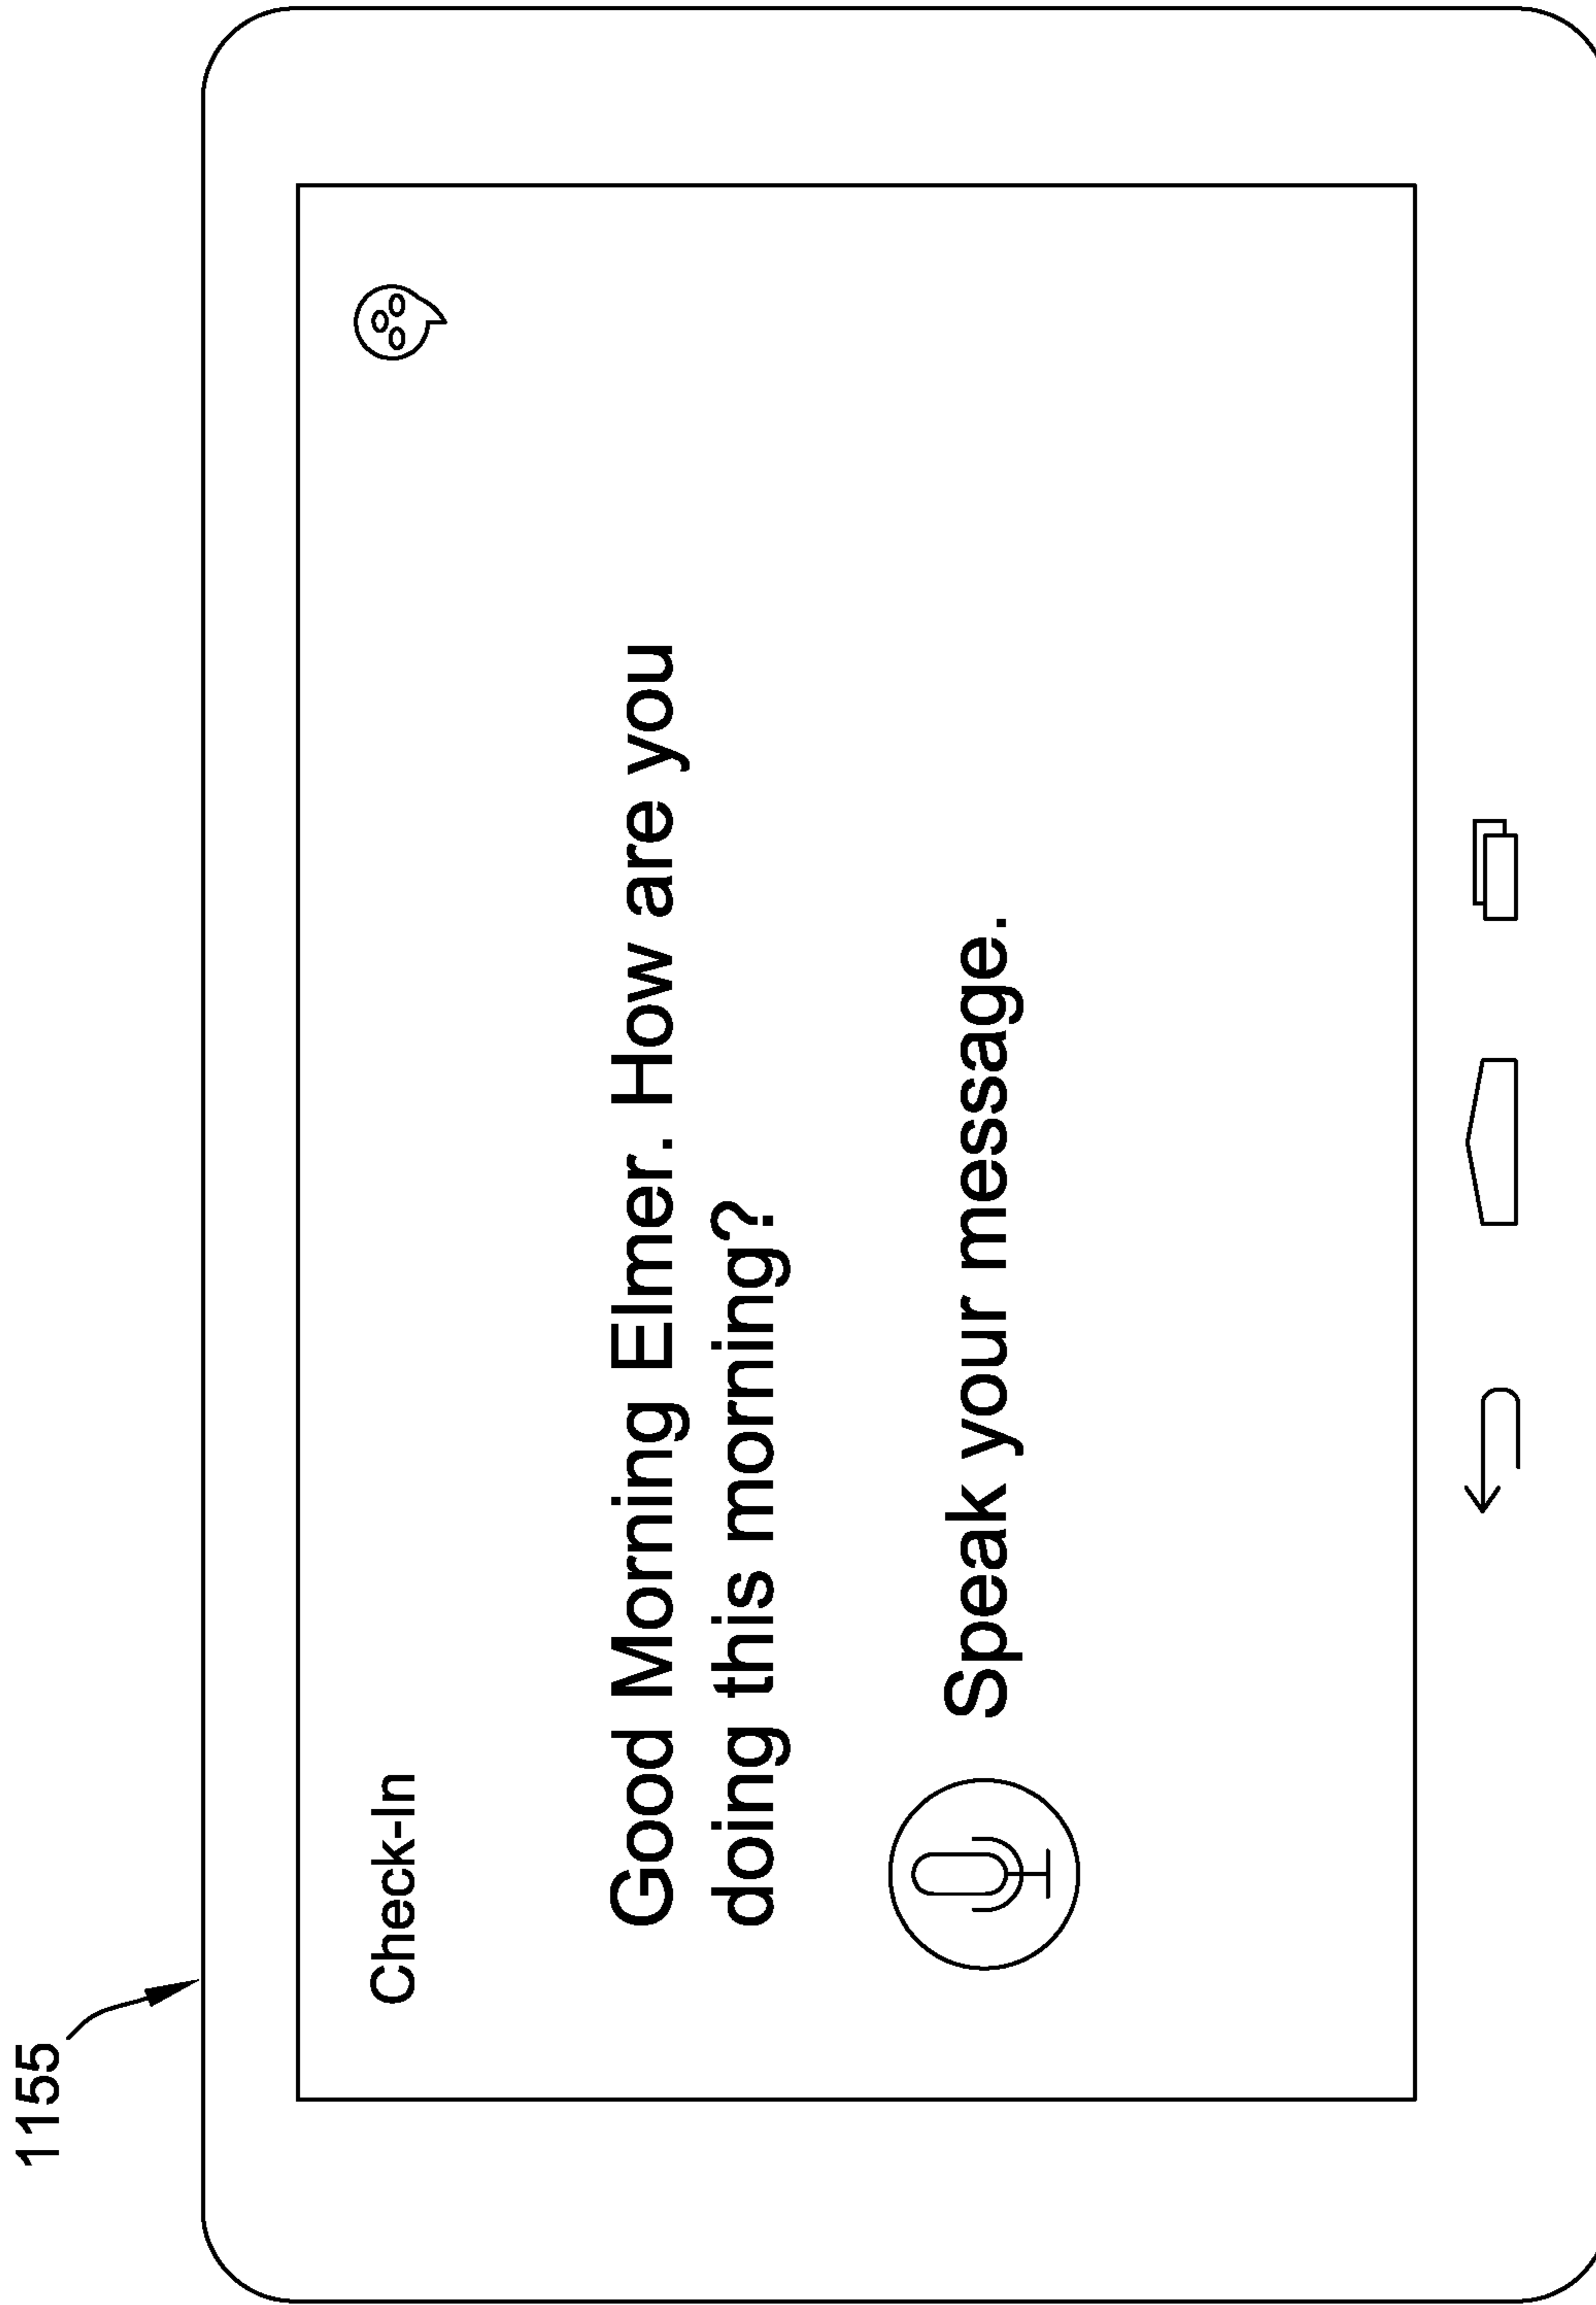 1155
Check-In
Good Morning Elmer. How are you
doing this morning?
Speak your message.